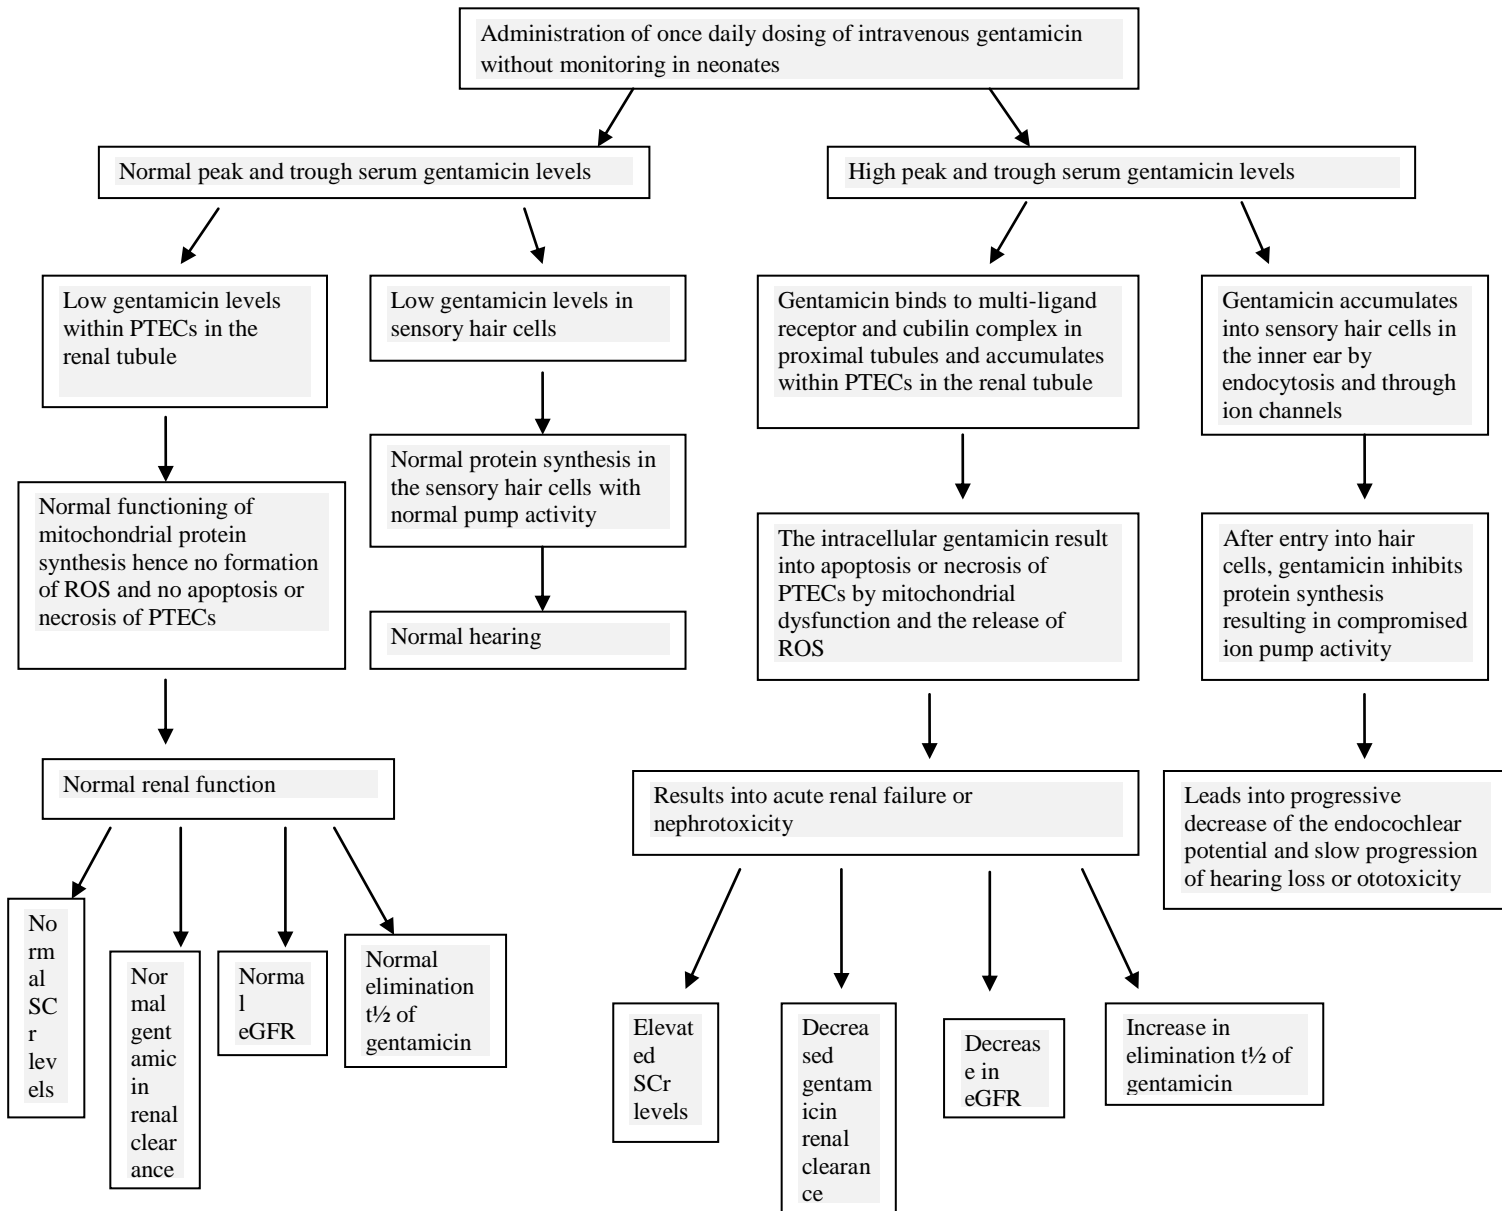 Administration of once daily dosing of intravenous gentamicin
without monitoring in neonates
Normal peak and trough serum gentamicin levels
High peak and trough serum gentamicin levels
Low gentamicin levels
within PTECs in the
renal tubule
Low gentamicin levels in
sensory hair cells
Gentamicin binds to multi-ligand
receptor and cubilin complex in
proximal tubules and accumulates
within PTECs in the renal tubule
Gentamicin accumulates
into sensory hair cells in
the inner ear by
endocytosis and through
ion channels
Normal functioning of
mitochondrial protein
synthesis hence no formation
of ROS and no apoptosis or
necrosis of PTECs
Normal protein synthesis in
the sensory hair cells with
normal pump activity
The intracellular gentamicin result
into apoptosis or necrosis of
PTECs by mitochondrial
dysfunction and the release of
ROS
After entry into hair
cells, gentamicin inhibits
protein synthesis
resulting in compromised
ion pump activity
Normal hearing
Normal renal function
Results into acute renal failure or
nephrotoxicity
Leads into progressive
decrease of the endocochlear
potential and slow progression
of hearing loss or ototoxicity
No
rm
al
SC
r
lev
els
Nor
mal
gent
amic
in
renal
clear
ance
Norma
l
eGFR
Normal
elimination
t½ of
gentamicin
Elevat
ed
SCr
levels
Decrea
sed
gentam
icin
renal
clearan
ce
Decreas
e in
eGFR
Increase in
elimination t½ of
gentamicin